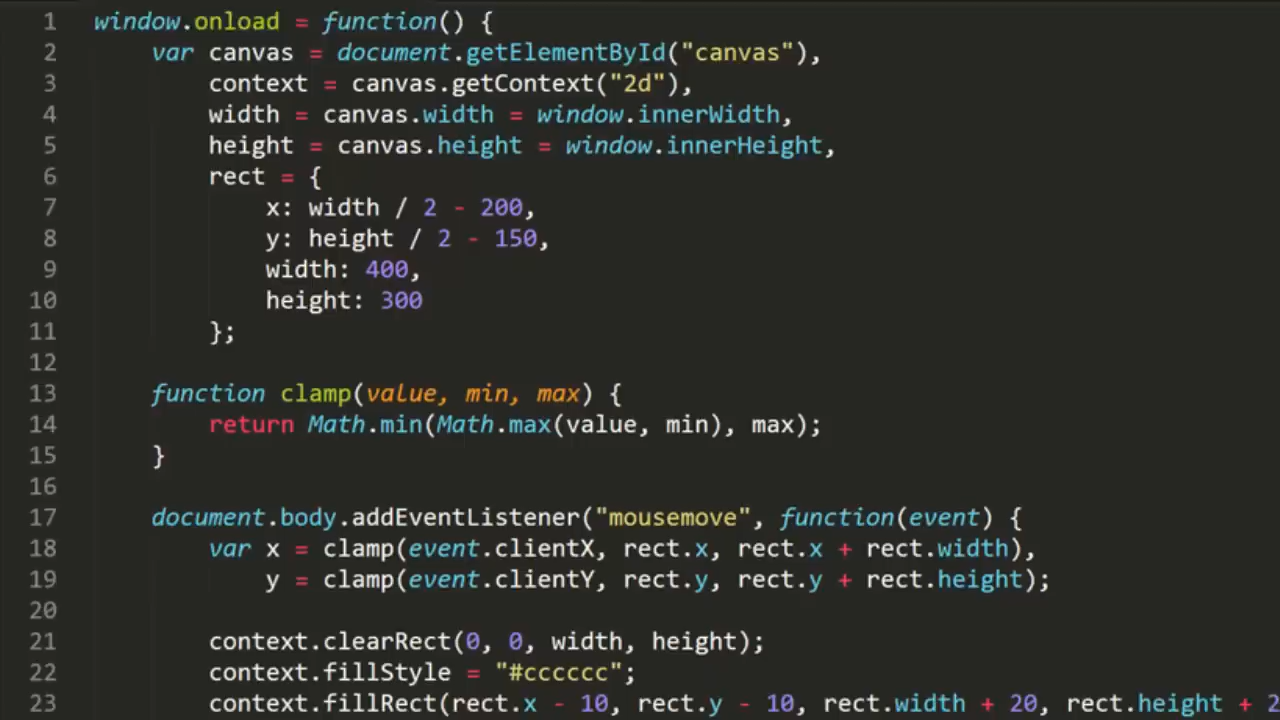 1 window.onload = function() {
2 var canvas = document.getElementById("canvas"),
3 context = canvas.getContext("2d"),
4 width = canvas.width = window.innerWidth,
5 height = canvas.height = window.innerHeight,
6 rect = {
7 x: width / 2 - 200,
8 y: height / 2 - 150,
9 width: 400,
10 height: 300
11 };
12
13 function clamp(value, min, max) {
14 return Math.min(Math.max(value, min), max);
15 }
16
17 document.body.addEventListener("mousemove", function(event) {
18 var x = clamp(event.clientX, rect.x, rect.x + rect.width),
19 y = clamp(event.clientY, rect.y, rect.y + rect.height);
20
21 context.clearRect(0, 0, width, height);
22 context.fillStyle = "#cccccc";
23 context.fillRect(rect.x - 10, rect.y - 10, rect.width + 20, rect.height + 2